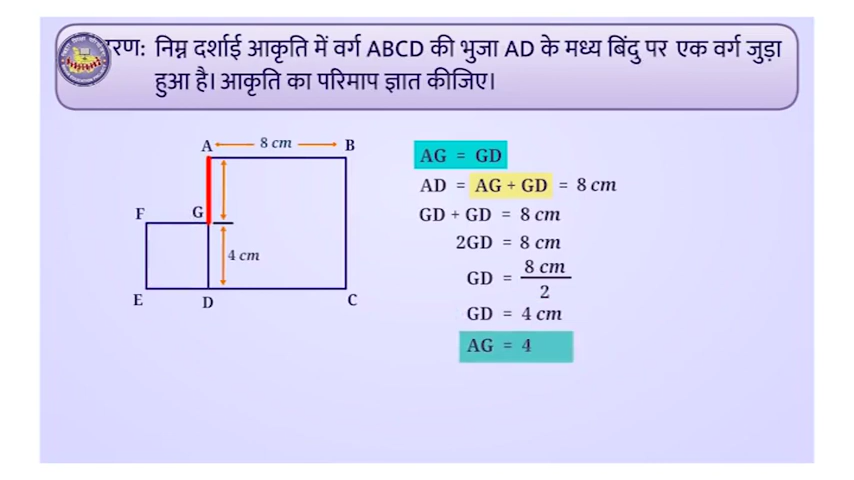 रण: निम्न दर्शाई आकृति में वर्ग ABCD की भुजा AD के मध्य बिंदु पर एक वर्ग जुड़ा
हुआ है। आकृति का परिमाप ज्ञात कीजिए।
A 8 cm B
AG = GD
AD = AG + GD = 8 cm
F G
GD + GD = 8 cm
2GD = 8 cm
4 cm
GD = 8 cm / 2
E D C
GD = 4 cm
AG = 4